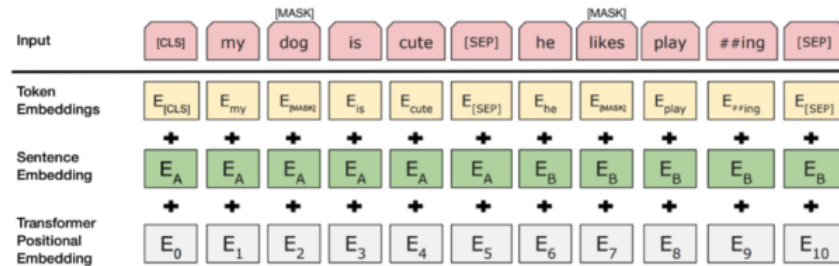 [MASK] [MASK]
Input [CLS] my dog is cute [SEP] he likes play ##ing [SEP]
Token
Embeddings
E[CLS] Emy E[MASK] Eis Ecute E[SEP] Ehe E[MASK] Eplay E##ing E[SEP]
+ + + + + + + + + + +
Sentence
Embedding
EA EA EA EA EA EA EB EB EB EB EB
+ + + + + + + + + + +
Transformer
Positional
Embedding
E0 E1 E2 E3 E4 E5 E6 E7 E8 E9 E10